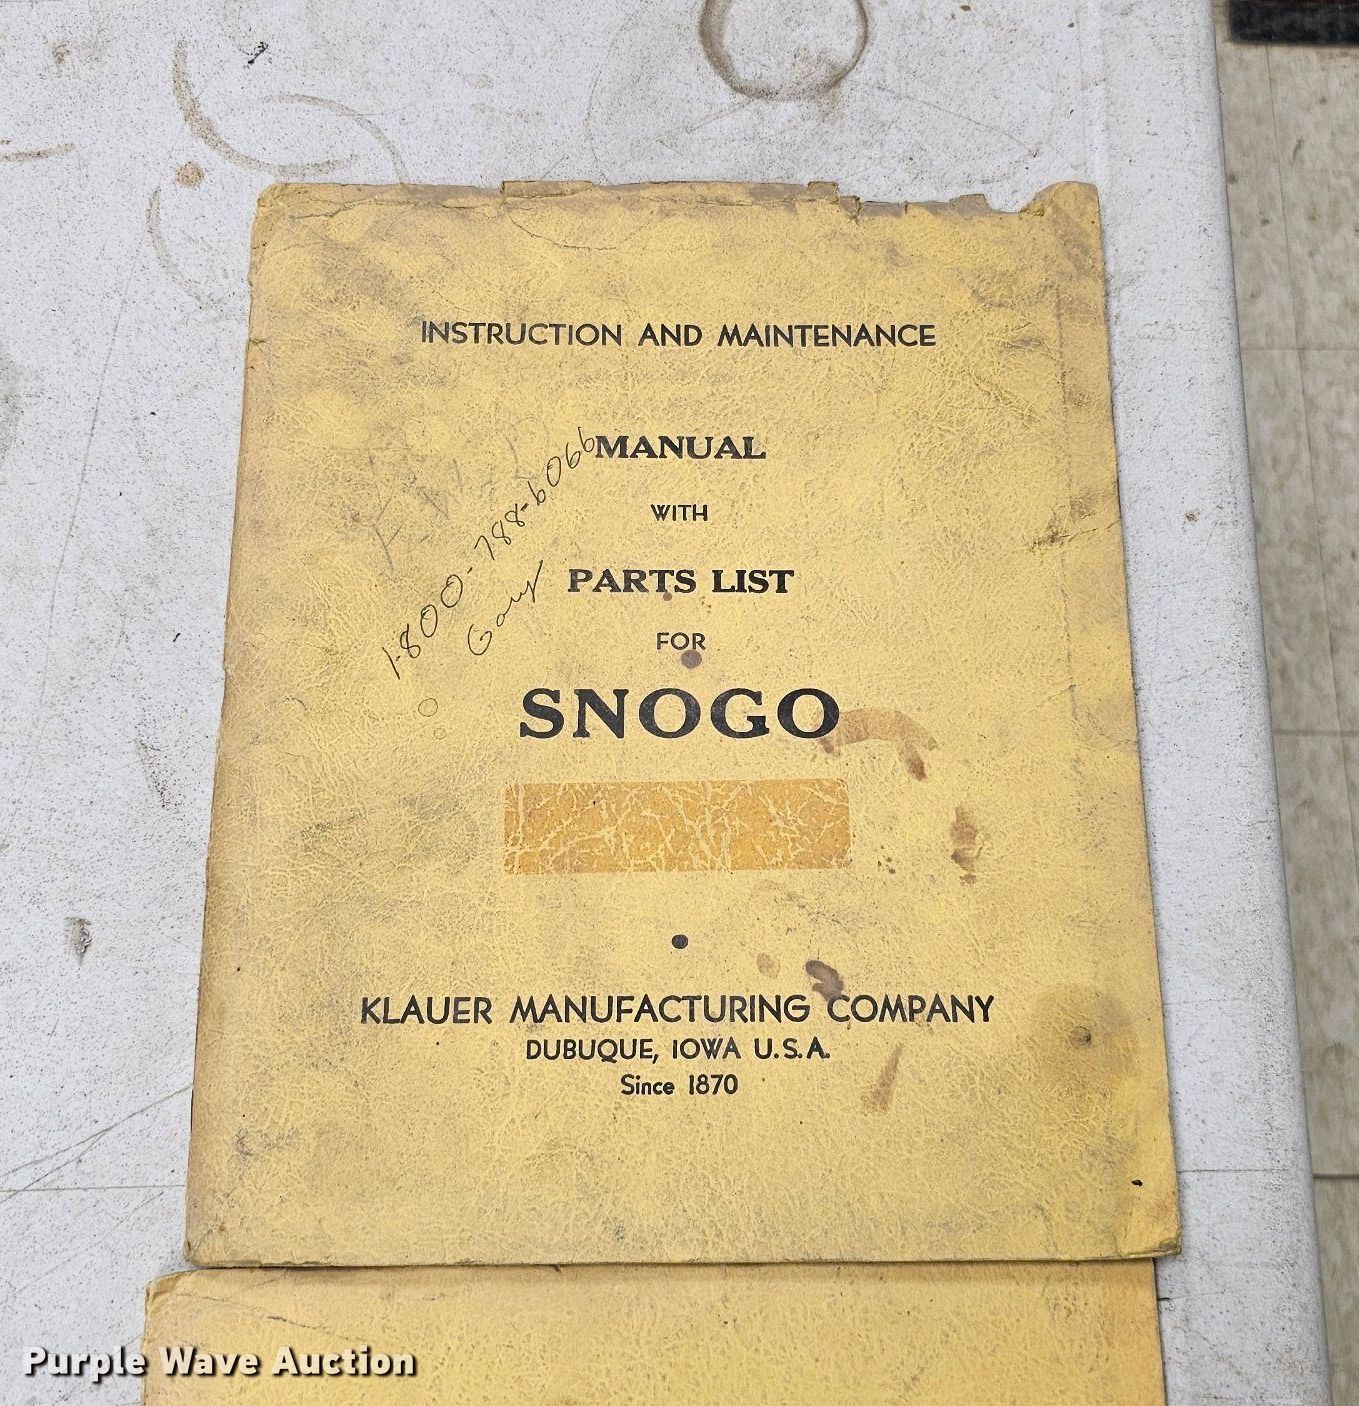 INSTRUCTION AND MAINTENANCE
MANUAL
WITH
PARTS LIST
FOR
SNOGO
1-800-788-6066
Gary
KLAUER MANUFACTURING COMPANY
DUBUQUE, IOWA U.S.A.
Since 1870
Purple Wave Auction